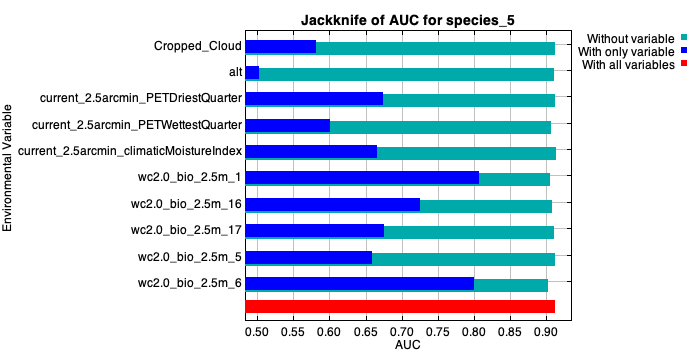 Jackknife of AUC for species_5
Without variable
With only variable
With all variables
Environmental Variable
Cropped_Cloud
alt
current_2.5arcmin_PETDriestQuarter
current_2.5arcmin_PETWettestQuarter
current_2.5arcmin_climaticMoistureIndex
wc2.0_bio_2.5m_1
wc2.0_bio_2.5m_16
wc2.0_bio_2.5m_17
wc2.0_bio_2.5m_5
wc2.0_bio_2.5m_6
0.50 0.55 0.60 0.65 0.70 0.75 0.80 0.85 0.90
AUC